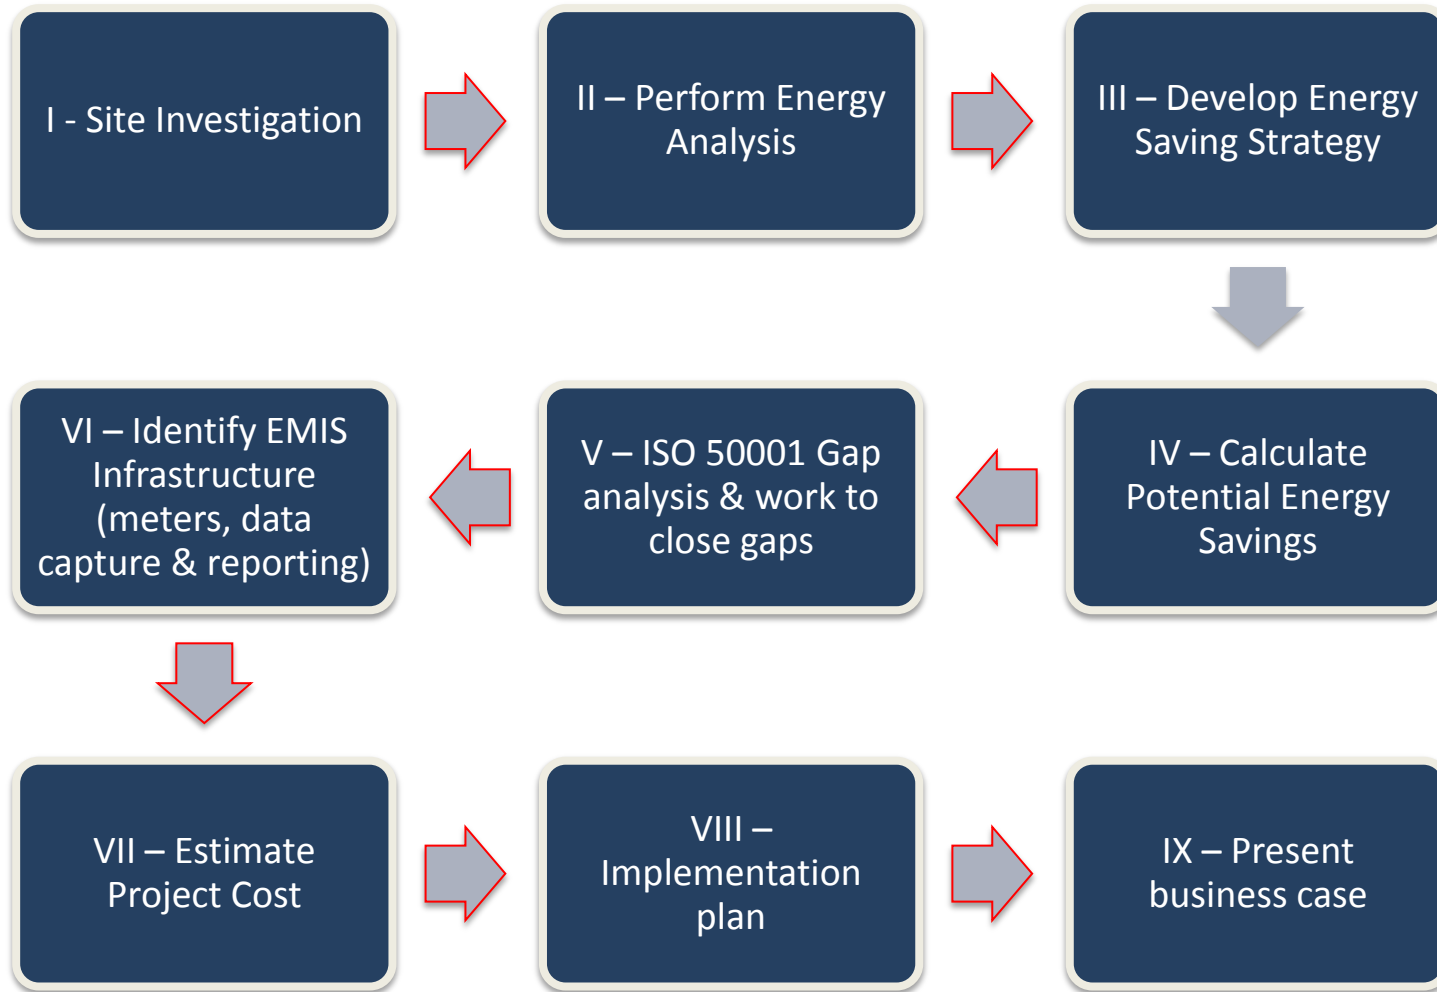 I - Site Investigation
II – Perform Energy
Analysis
III – Develop Energy
Saving Strategy
IV – Calculate
Potential Energy
Savings
V – ISO 50001 Gap
analysis & work to
close gaps
VI – Identify EMIS
Infrastructure
(meters, data
capture & reporting)
VII – Estimate
Project Cost
VIII –
Implementation
plan
IX – Present
business case